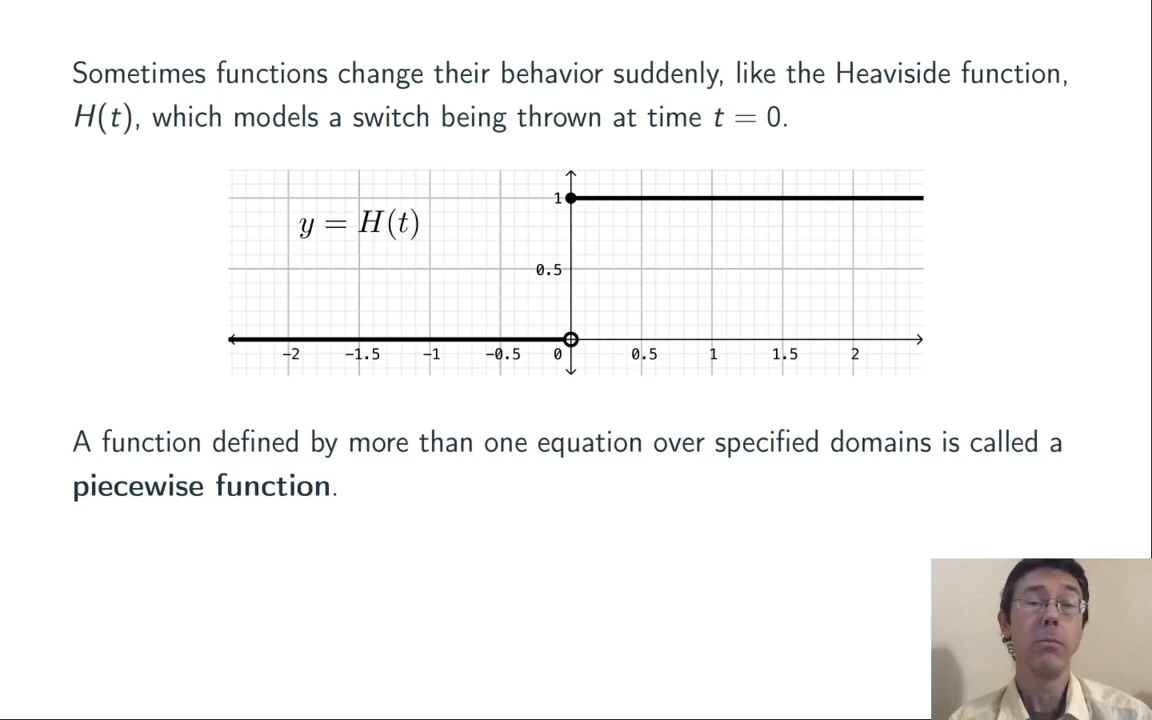 Sometimes functions change their behavior suddenly, like the Heaviside function,
H(t), which models a switch being thrown at time t = 0.
1
y = H(t)
0.5
−2 −1.5 −1 −0.5 0 0.5 1 1.5 2
A function defined by more than one equation over specified domains is called a
piecewise function.